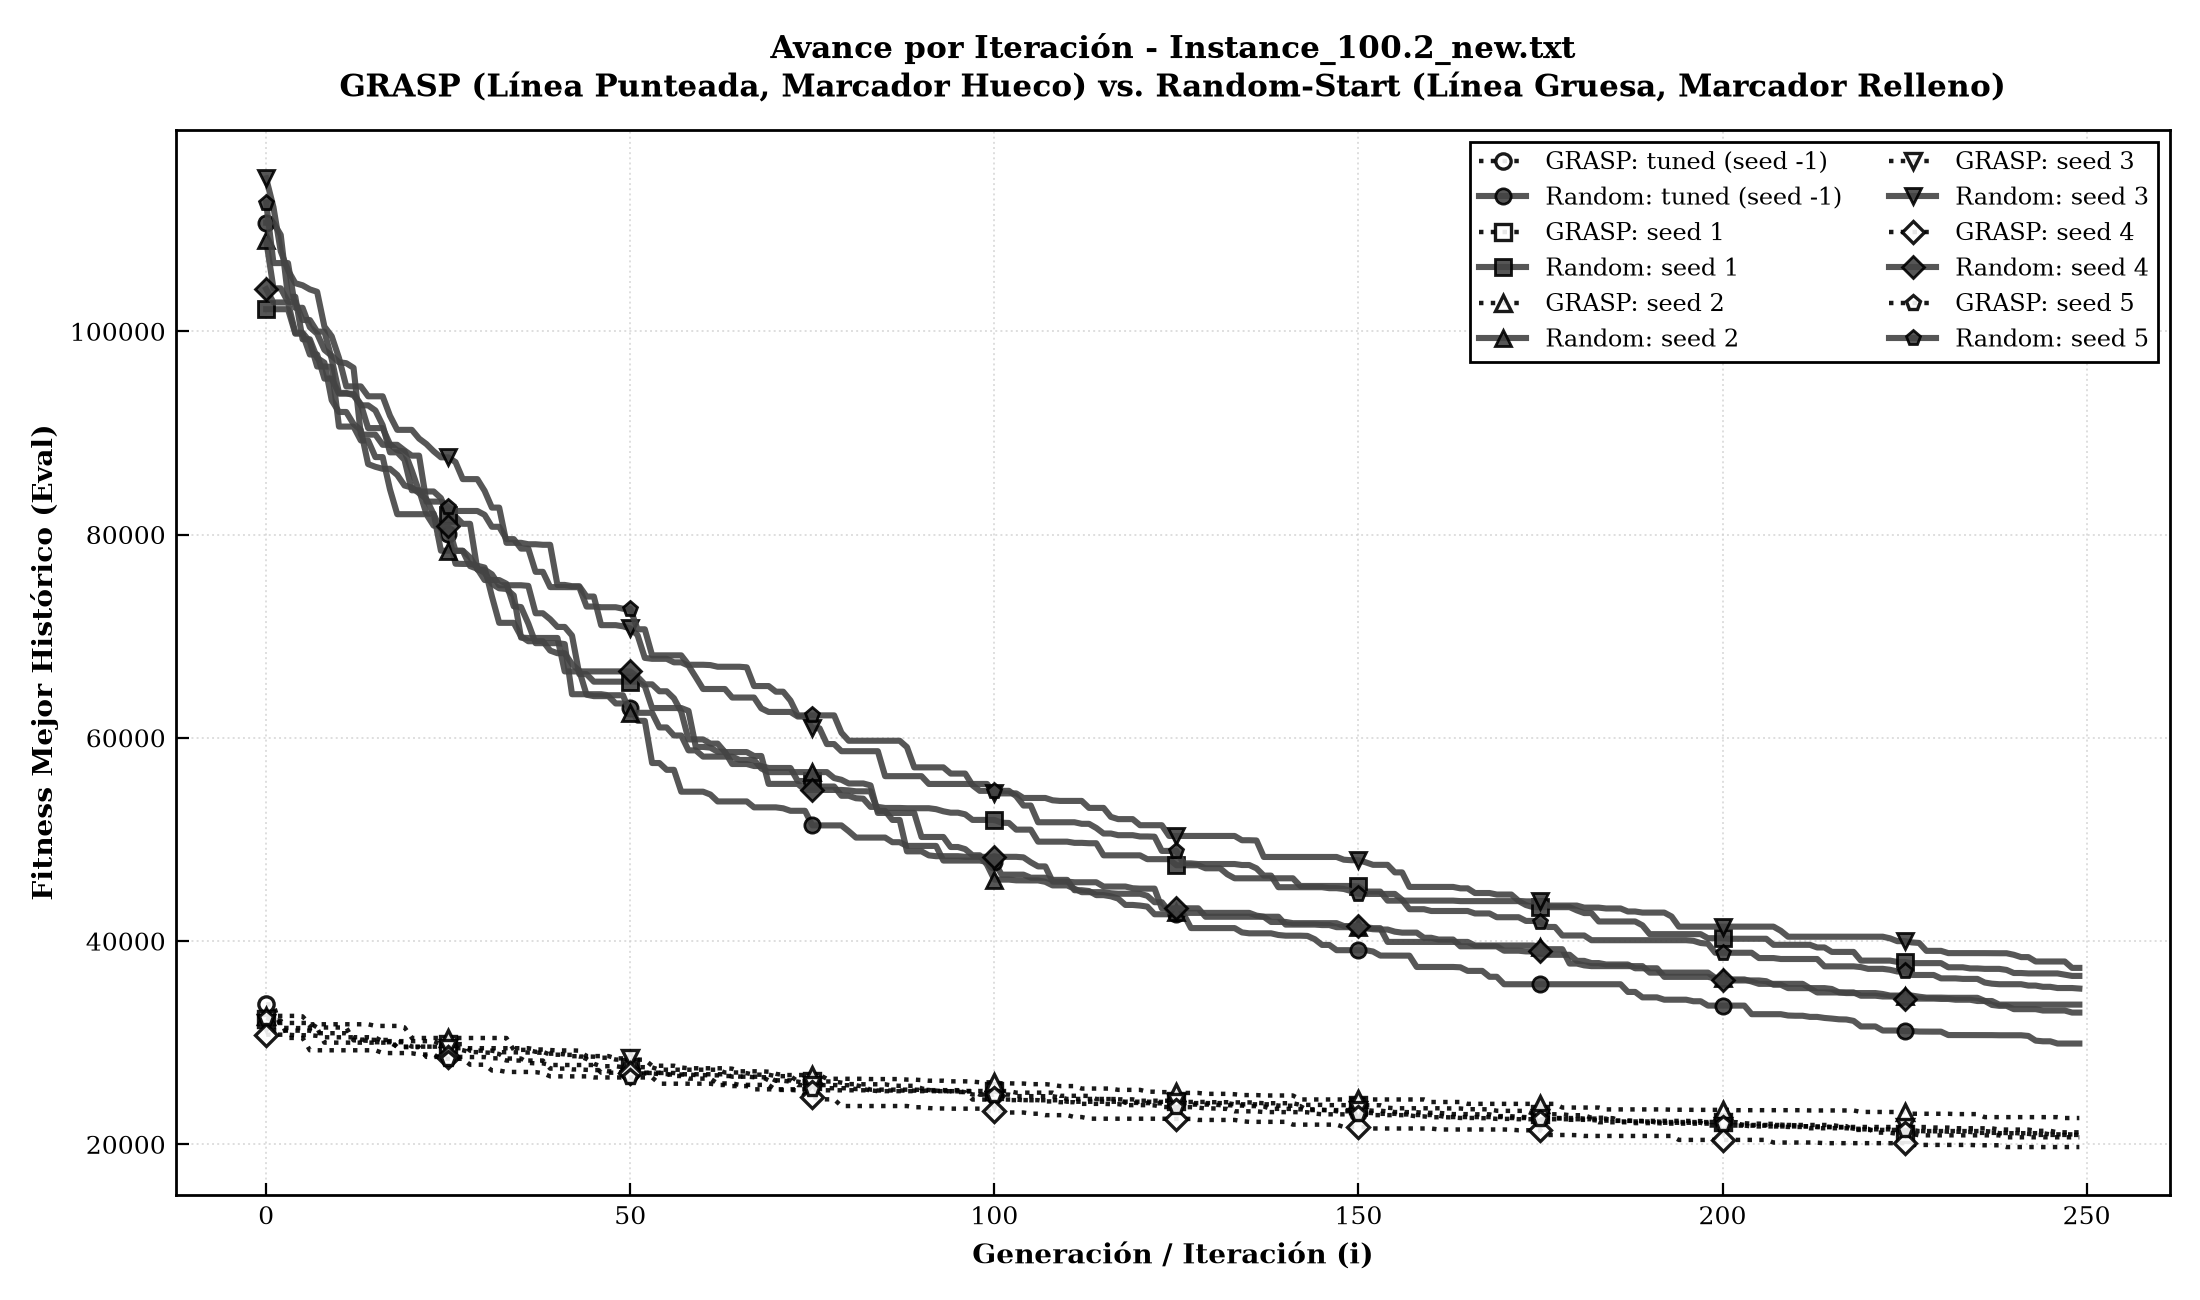 Avance por Iteración - Instance_100.2_new.txt
GRASP (Línea Punteada, Marcador Hueco) vs. Random-Start (Línea Gruesa, Marcador Relleno)
GRASP: tuned (seed -1)
Random: tuned (seed -1)
GRASP: seed 1
Random: seed 1
GRASP: seed 2
Random: seed 2
GRASP: seed 3
Random: seed 3
GRASP: seed 4
Random: seed 4
GRASP: seed 5
Random: seed 5
Fitness Mejor Histórico (Eval)
100000
80000
60000
40000
20000
0 50 100 150 200 250
Generación / Iteración (i)